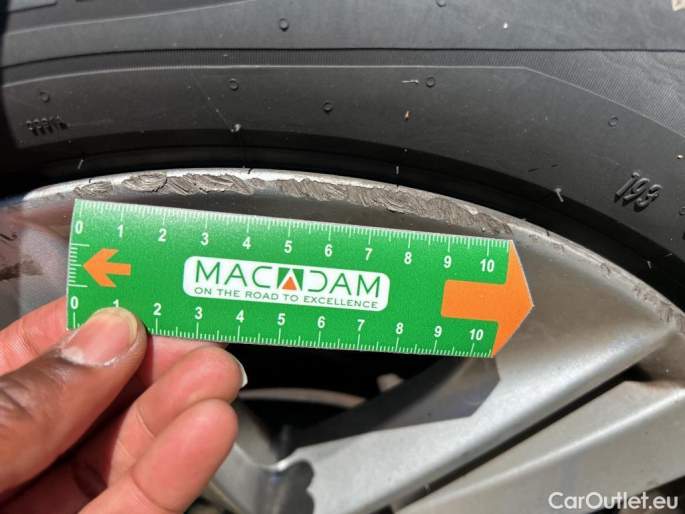 193
0 1 2 3 4 5 6 7 8 9 10
MACADAM
ON THE ROAD TO EXCELLENCE
0 1 2 3 4 5 6 7 8 9 10
CarOutlet.eu